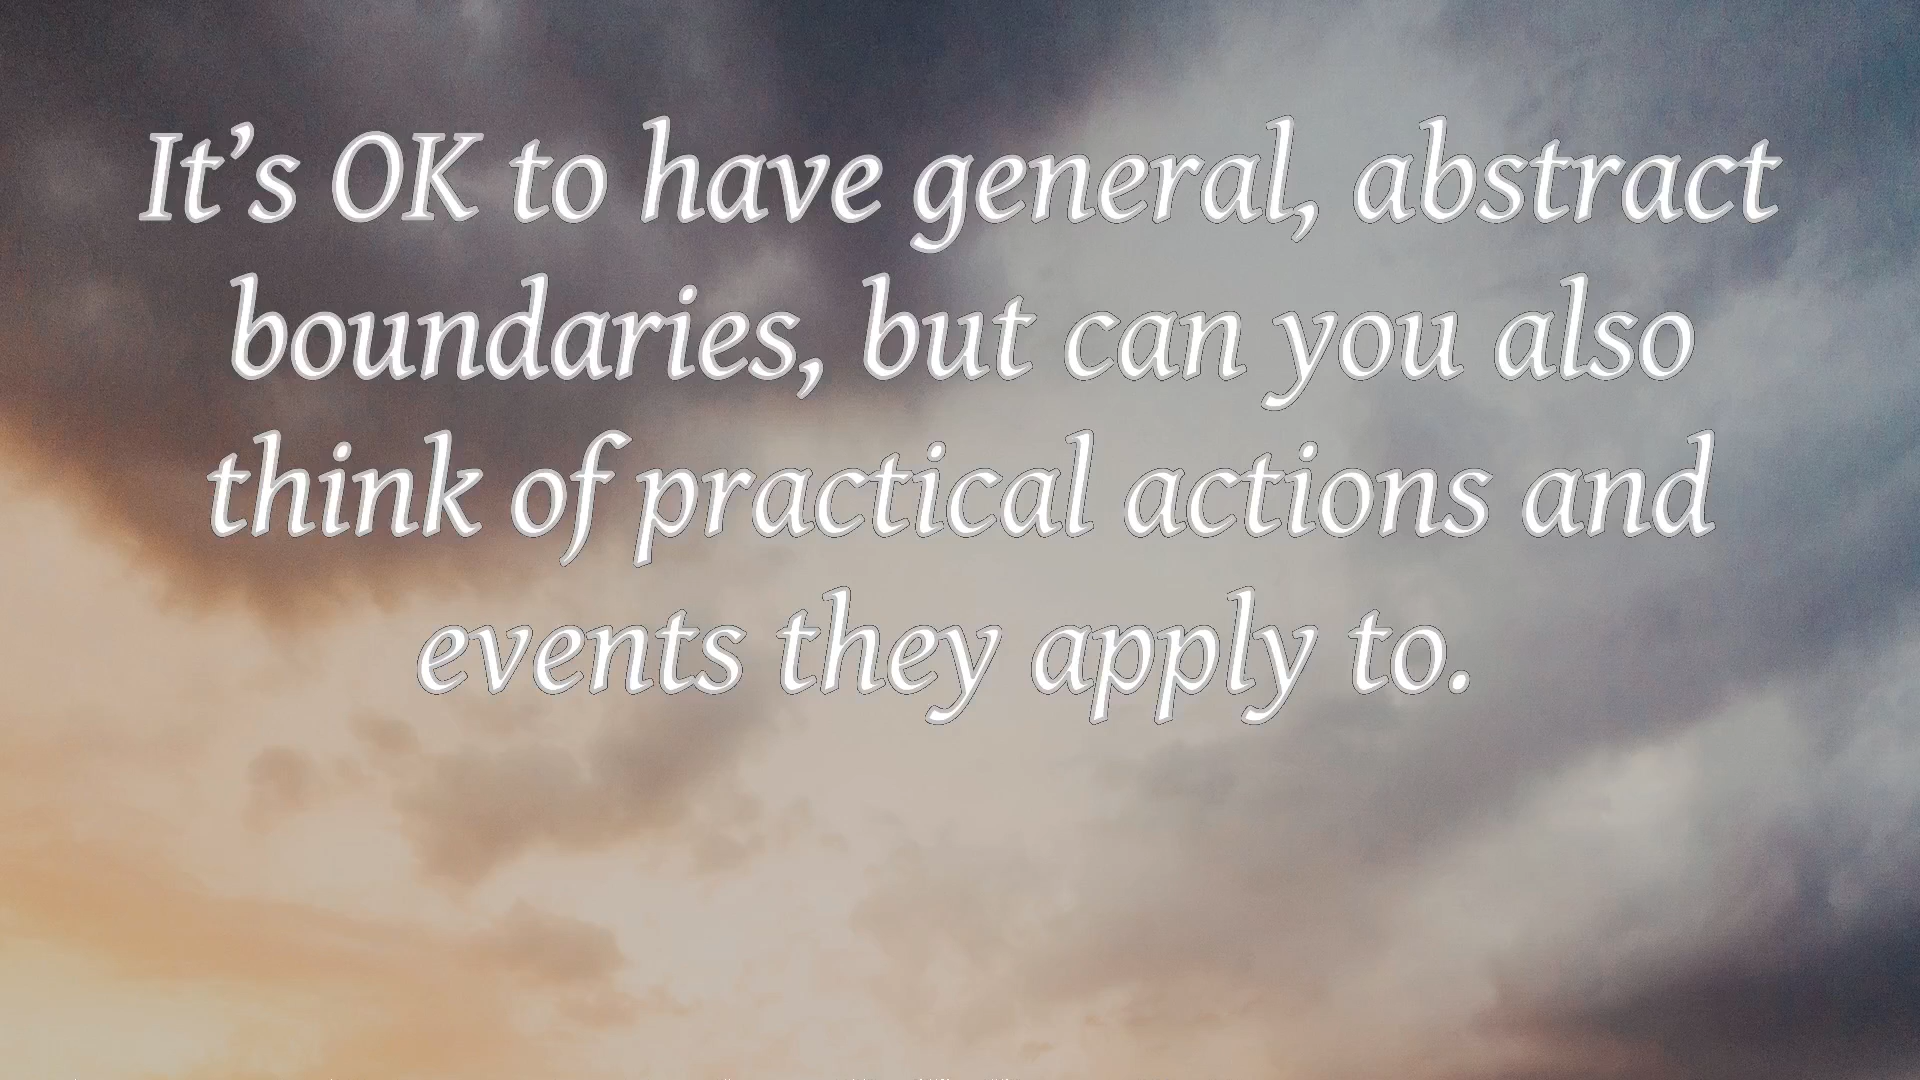 It’s OK to have general, abstract
boundaries, but can you also
think of practical actions and
events they apply to.